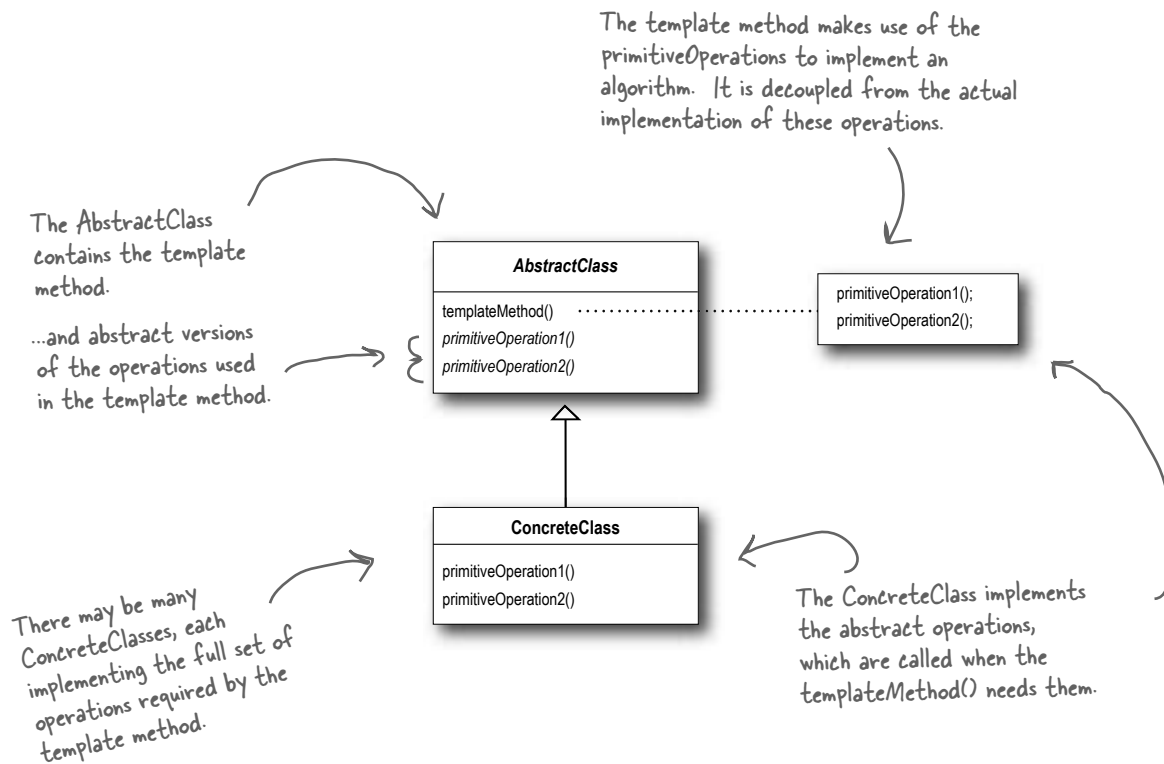 The template method makes use of the
primitiveOperations to implement an
algorithm. It is decoupled from the actual
implementation of these operations.
The AbstractClass
contains the template
method.
...and abstract versions
of the operations used
in the template method.
AbstractClass
templateMethod()
primitiveOperation1()
primitiveOperation2()
primitiveOperation1();
primitiveOperation2();
ConcreteClass
primitiveOperation1()
primitiveOperation2()
There may be many
ConcreteClasses, each
implementing the full set of
operations required by the
template method.
The ConcreteClass implements
the abstract operations,
which are called when the
templateMethod() needs them.